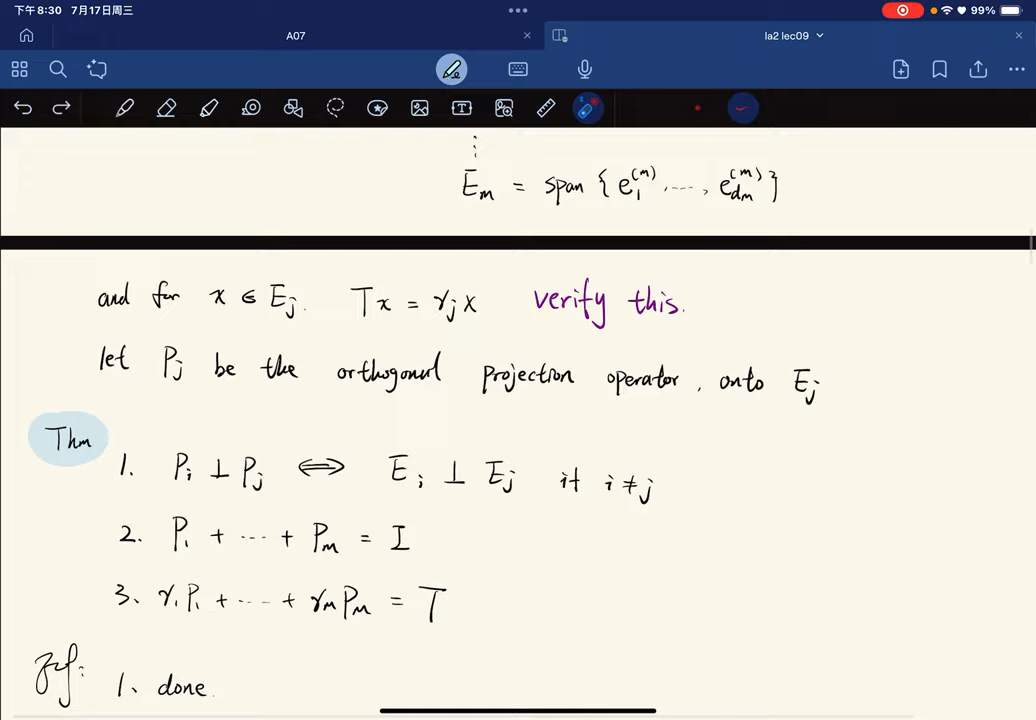 下午8:30 7月17日周三
99%
A07
la2 lec09
⋮
E_m = span { e_1^{(m)}, ...., e_{d_m}^{(m)} }
and for x ∈ E_j. Tx = γ_j x verify this.
let P_j be the orthogonal projection operator, onto E_j
Thm
1. P_i ⊥ P_j ⟺ E_i ⊥ E_j if i ≠ j
2. P_1 + ... + P_m = I
3. γ_1 P_1 + ... + γ_m P_m = T
1. done.